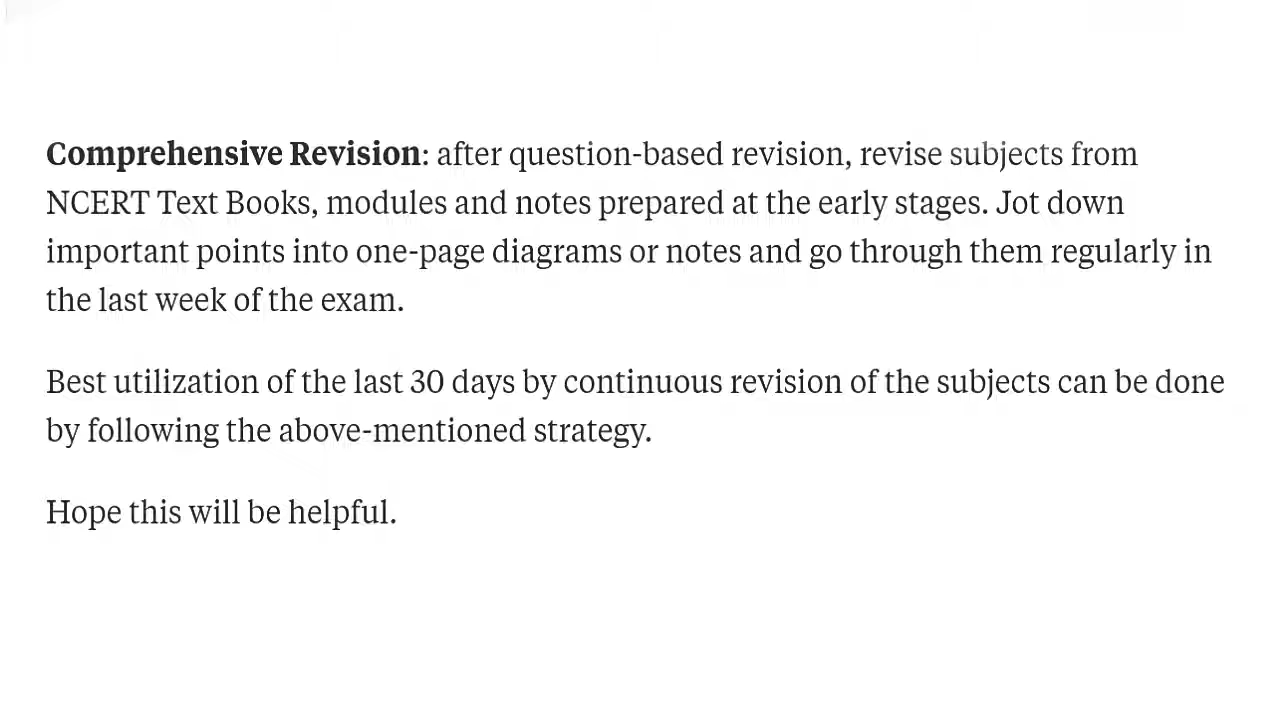 Comprehensive Revision: after question-based revision, revise subjects from
NCERT Text Books, modules and notes prepared at the early stages. Jot down
important points into one-page diagrams or notes and go through them regularly in
the last week of the exam.
Best utilization of the last 30 days by continuous revision of the subjects can be done
by following the above-mentioned strategy.
Hope this will be helpful.